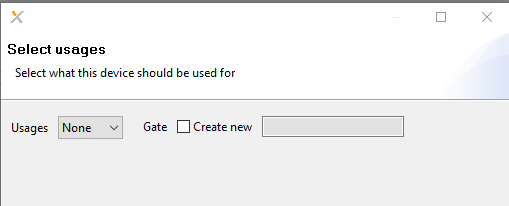 Select usages
Select what this device should be used for
Usages None Gate Create new